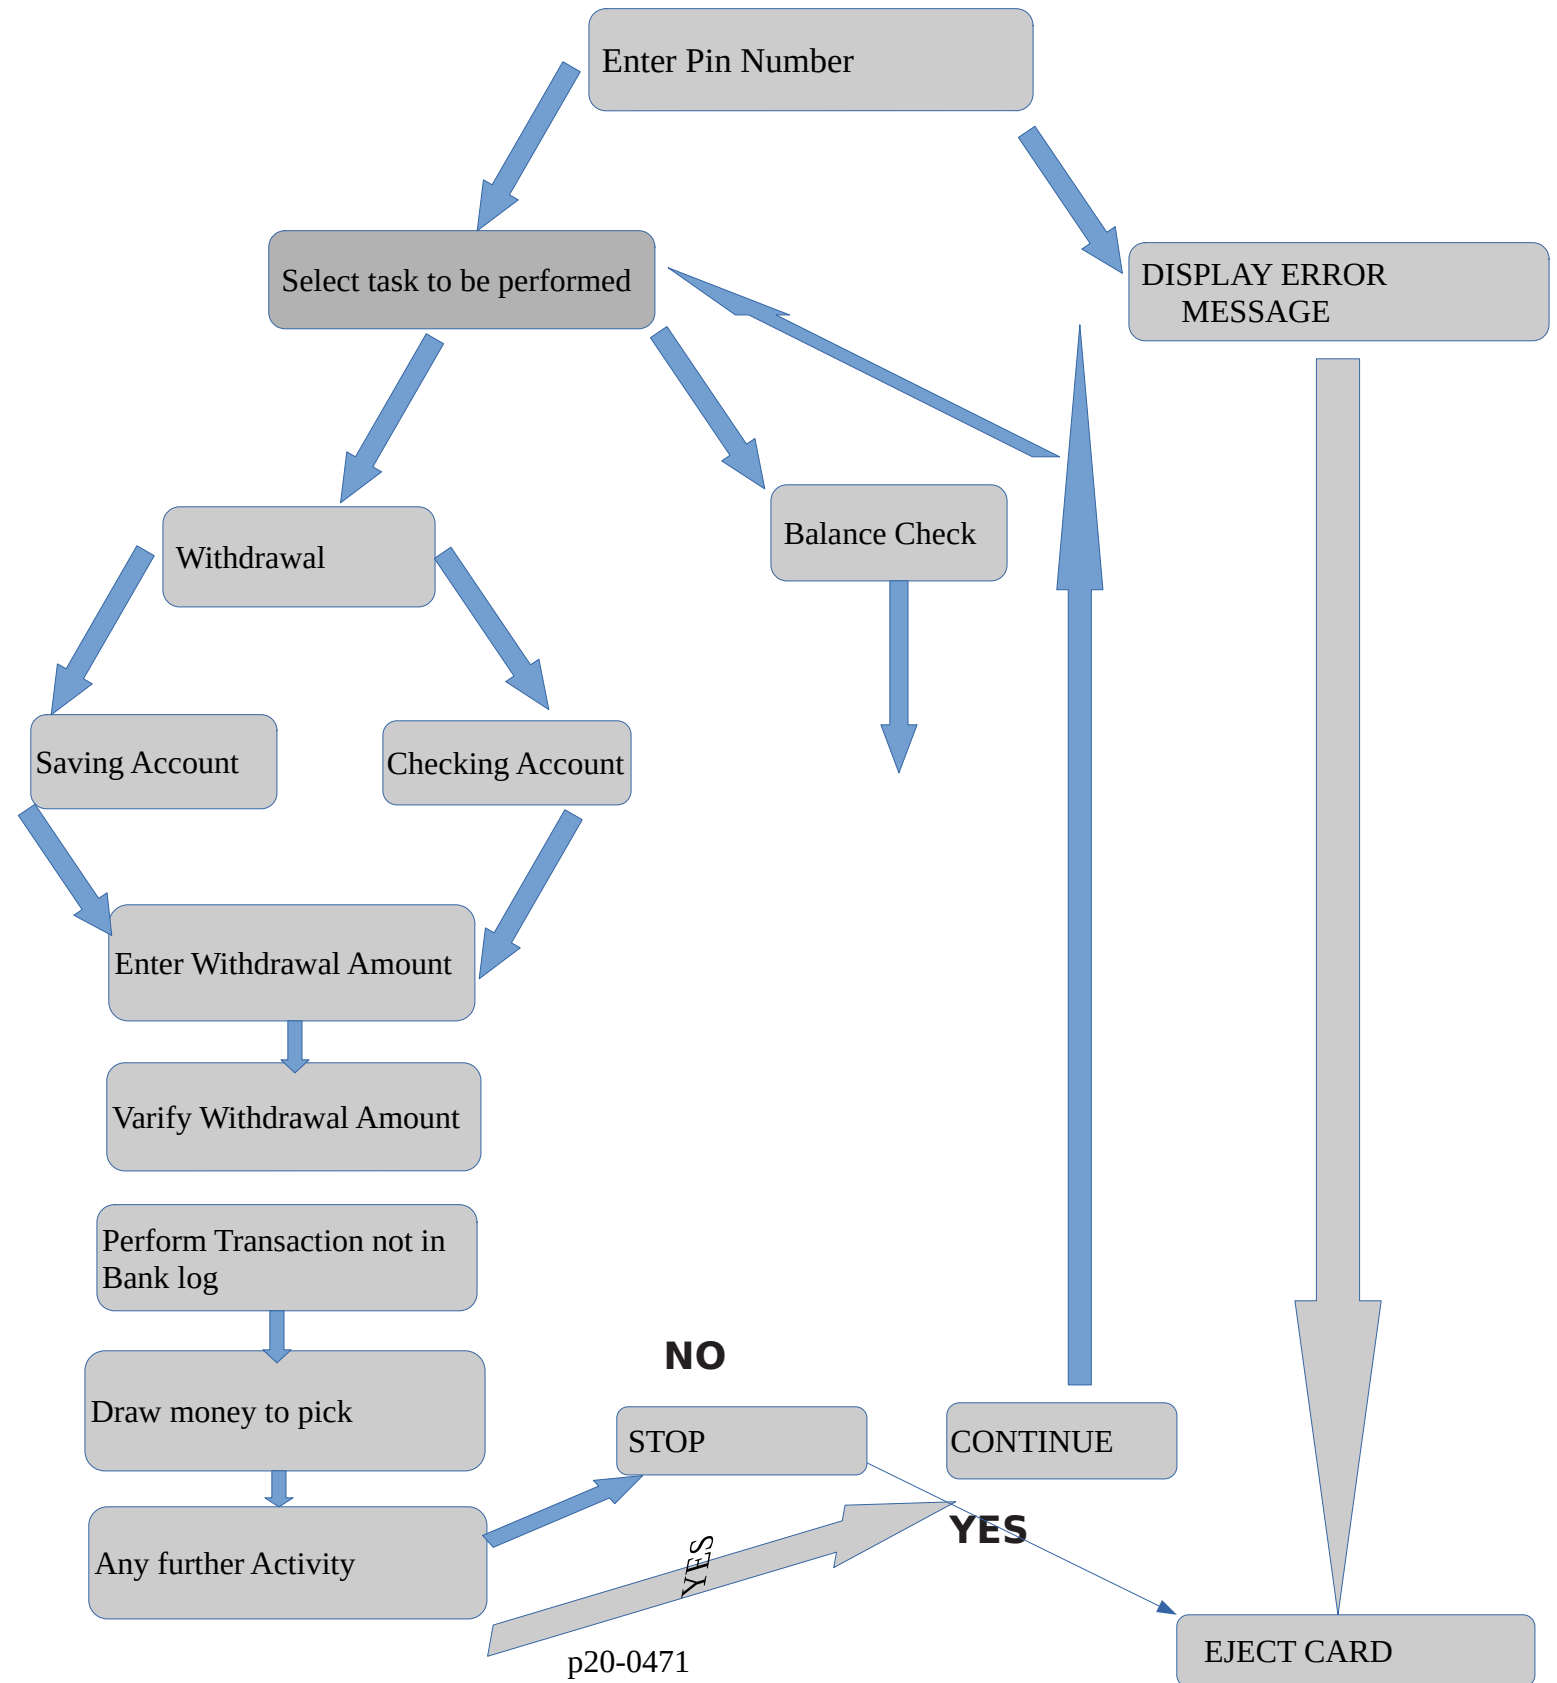 Enter Pin Number
Select task to be performed
DISPLAY ERROR
MESSAGE
Withdrawal
Balance Check
Saving Account
Checking Account
Enter Withdrawal Amount
Varify Withdrawal Amount
Perform Transaction not in
Bank log
Draw money to pick
NO
STOP
CONTINUE
YES
Any further Activity
YES
EJECT CARD
p20-0471